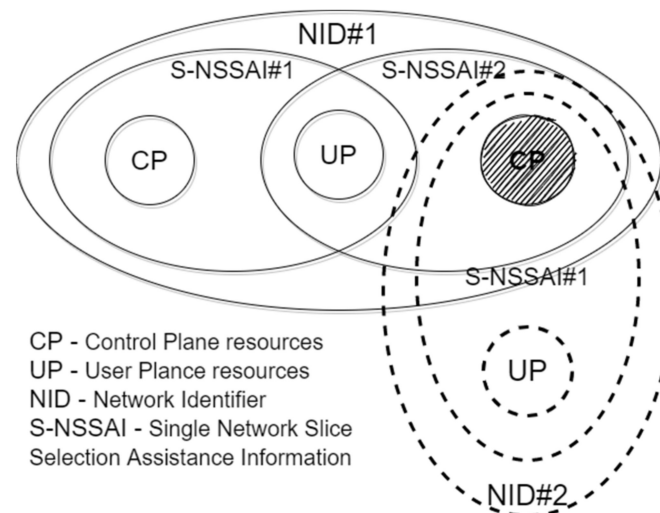 NID#1
S-NSSAI#1
S-NSSAI#2
CP
UP
CP
S-NSSAI#1
UP
NID#2
CP - Control Plane resources
UP - User Plance resources
NID - Network Identifier
S-NSSAI - Single Network Slice
Selection Assistance Information